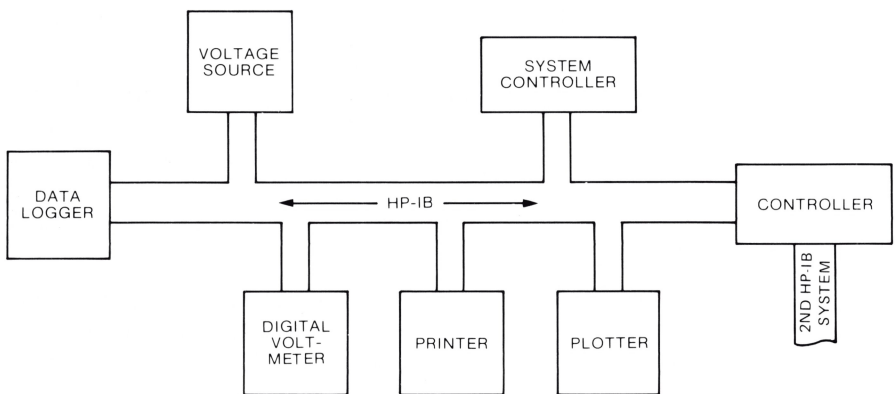 VOLTAGE
SOURCE
SYSTEM
CONTROLLER
DATA
LOGGER
HP-IB
CONTROLLER
2ND HP-IB
SYSTEM
DIGITAL
VOLT-
METER
PRINTER
PLOTTER